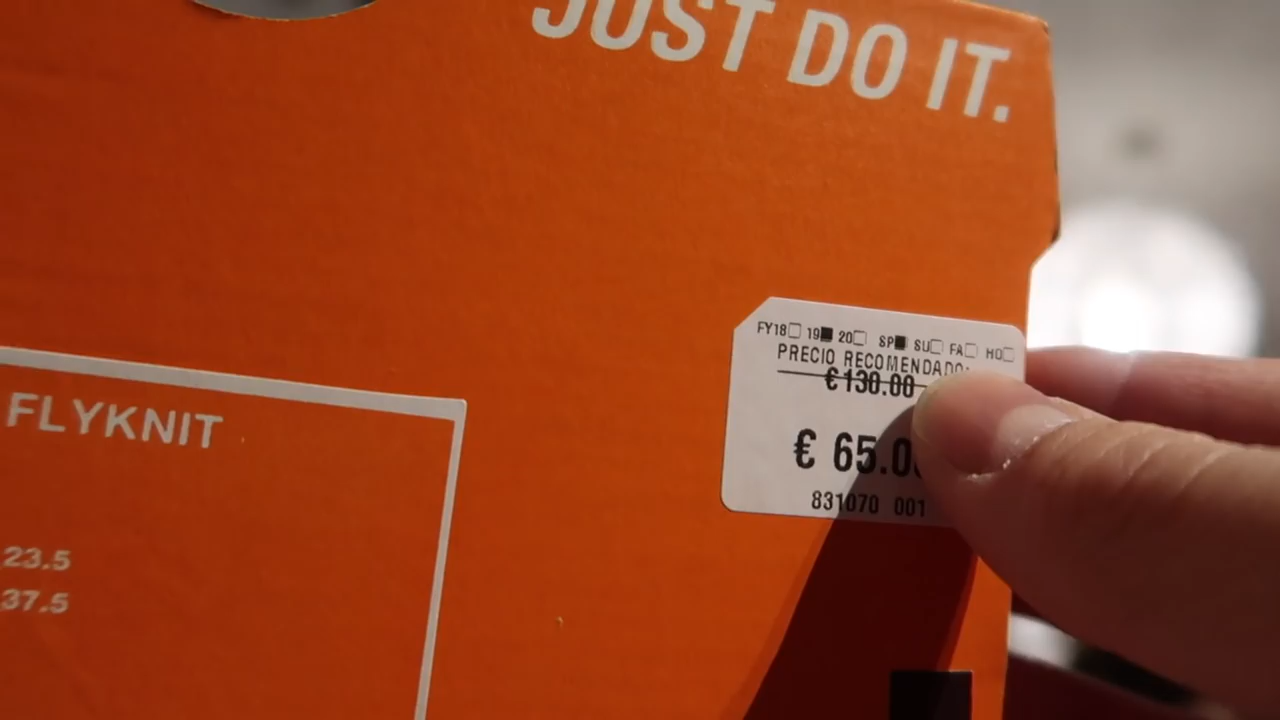 JUST DO IT.
FY18☐ 19■ 20☐ SP■ SU☐ FA☐ HO☐
PRECIO RECOMENDADO
€ 130.00
€ 65.0
831070 001
FLYKNIT
23.5
37.5